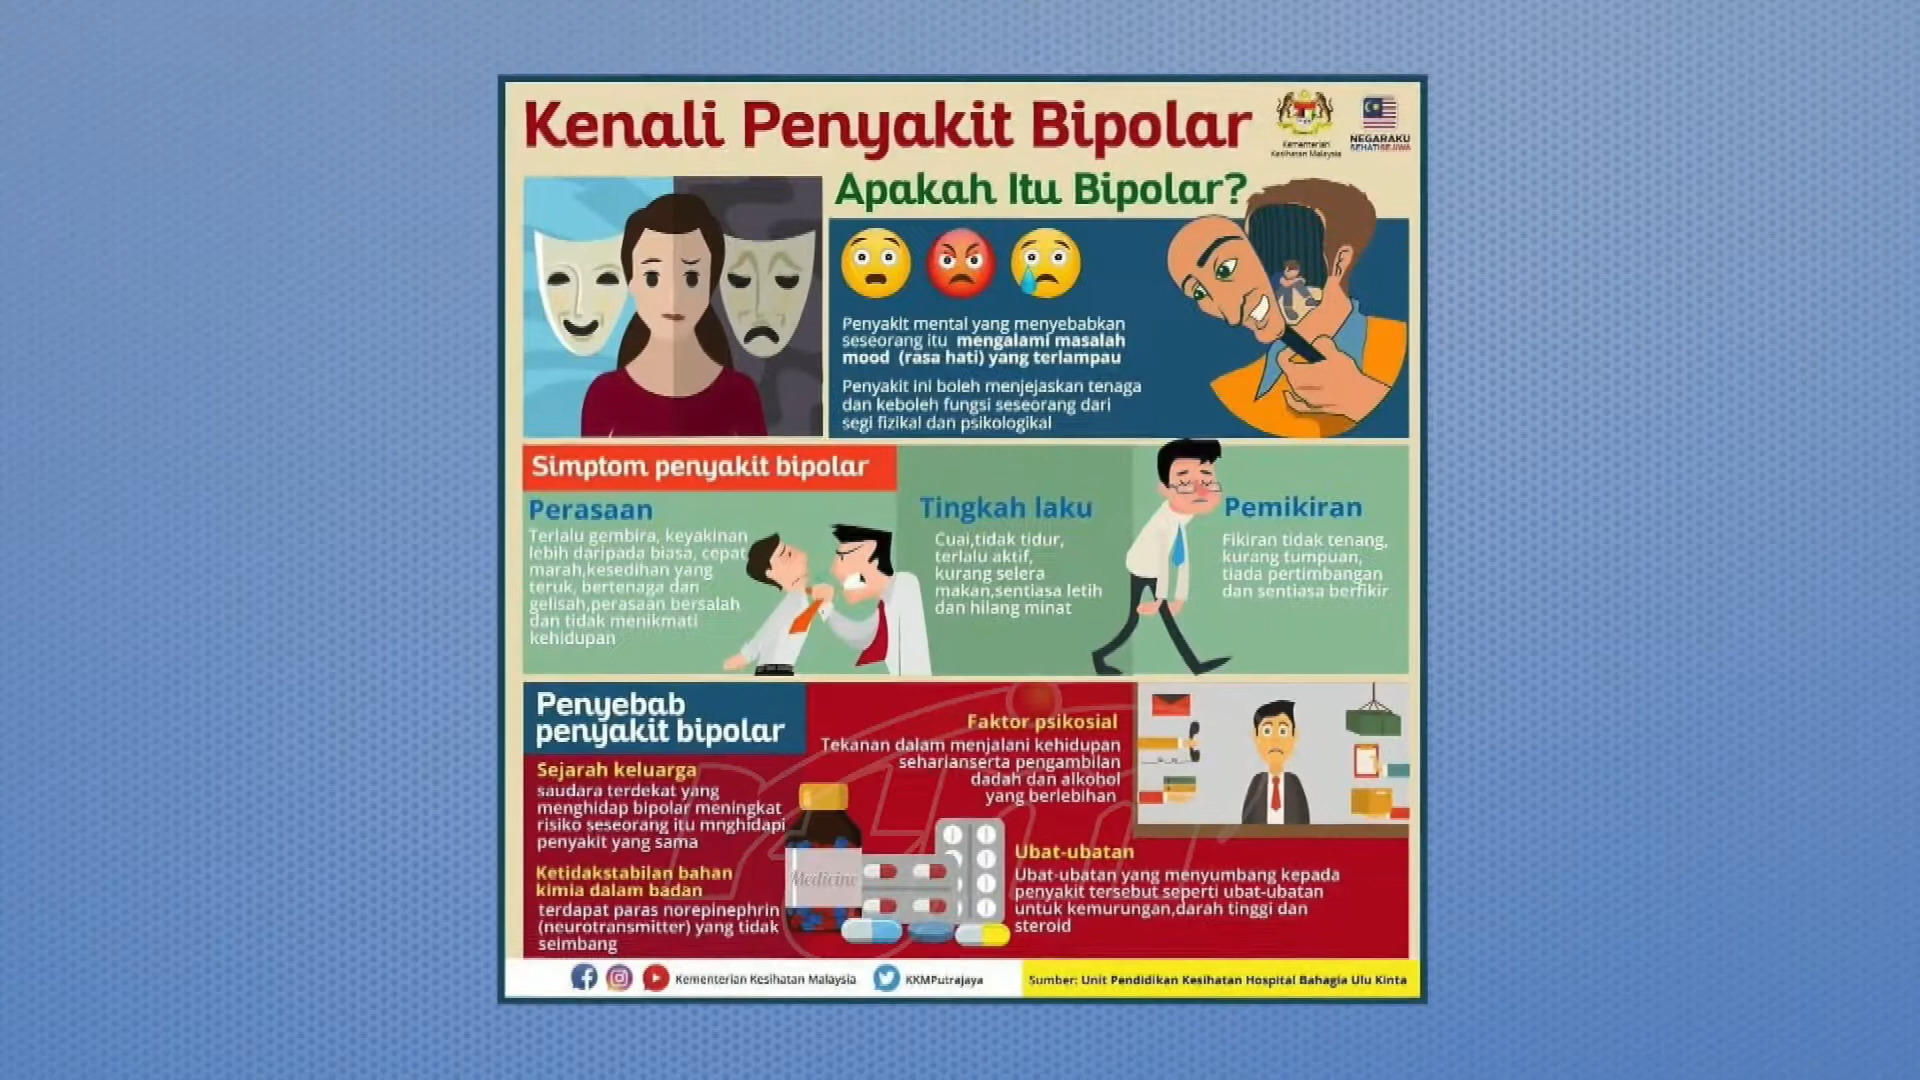 Kenali Penyakit Bipolar
Kementerian
Kesihatan Malaysia
NEGARAKU
SEHATISEJIWA
Apakah Itu Bipolar?
Penyakit mental yang menyebabkan
seseorang itu mengalami masalah
mood (rasa hati) yang terlampau
Penyakit ini boleh menjejaskan tenaga
dan keboleh fungsi seseorang dari
segi fizikal dan psikologikal
Simptom penyakit bipolar
Perasaan
Terlalu gembira, keyakinan
lebih daripada biasa, cepat
marah,kesedihan yang
teruk, bertenaga dan
gelisah,perasaan bersalah
dan tidak menikmati
kehidupan
Tingkah laku
Cuai,tidak tidur,
terlalu aktif,
kurang selera
makan,sentiasa letih
dan hilang minat
Pemikiran
Fikiran tidak tenang,
kurang tumpuan,
tiada pertimbangan
dan sentiasa berfikir
Penyebab
penyakit bipolar
Sejarah keluarga
saudara terdekat yang
menghidap bipolar meningkat
risiko seseorang itu mnghidapi
penyakit yang sama
Ketidakstabilan bahan
kimia dalam badan
terdapat paras norepinephrin
(neurotransmitter) yang tidak
seimbang
Faktor psikosial
Tekanan dalam menjalani kehidupan
seharianserta pengambilan
dadah dan alkohol
yang berlebihan
Medicine
Ubat-ubatan
Ubat-ubatan yang menyumbang kepada
penyakit tersebut seperti ubat-ubatan
untuk kemurungan,darah tinggi dan
steroid
Kementerian Kesihatan Malaysia
KKMPutrajaya
Sumber: Unit Pendidikan Kesihatan Hospital Bahagia Ulu Kinta